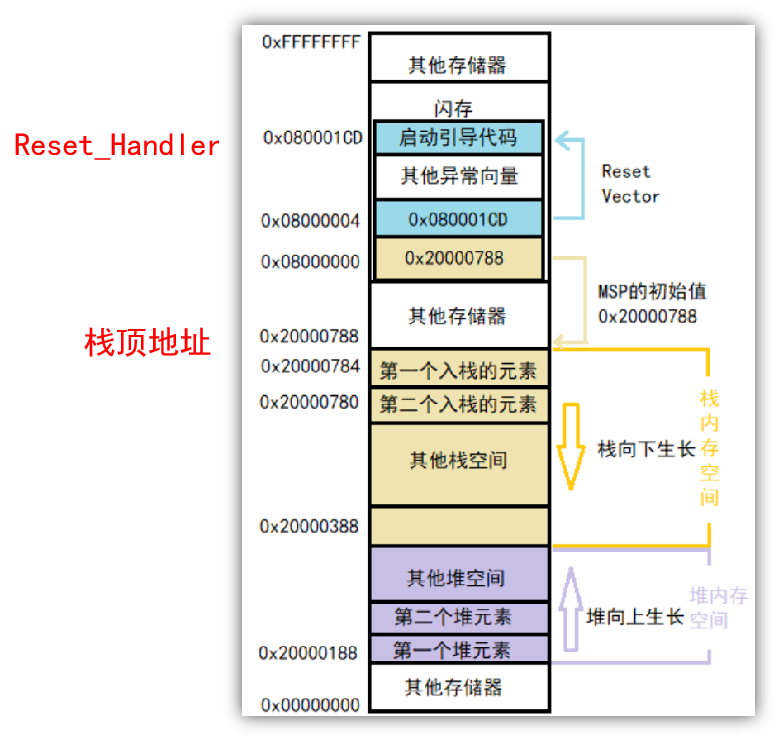 0xFFFFFFFF
其他存储器
闪存
Reset_Handler
0x080001CD
启动引导代码
其他异常向量
Reset
Vector
0x08000004
0x080001CD
0x08000000
0x20000788
MSP的初始值
0x20000788
其他存储器
栈顶地址
0x20000788
0x20000784
第一个入栈的元素
0x20000780
第二个入栈的元素
其他栈空间
栈向下生长
栈内存空间
0x20000388
其他堆空间
第二个堆元素
堆向上生长
堆内存
空间
0x20000188
第一个堆元素
其他存储器
0x00000000